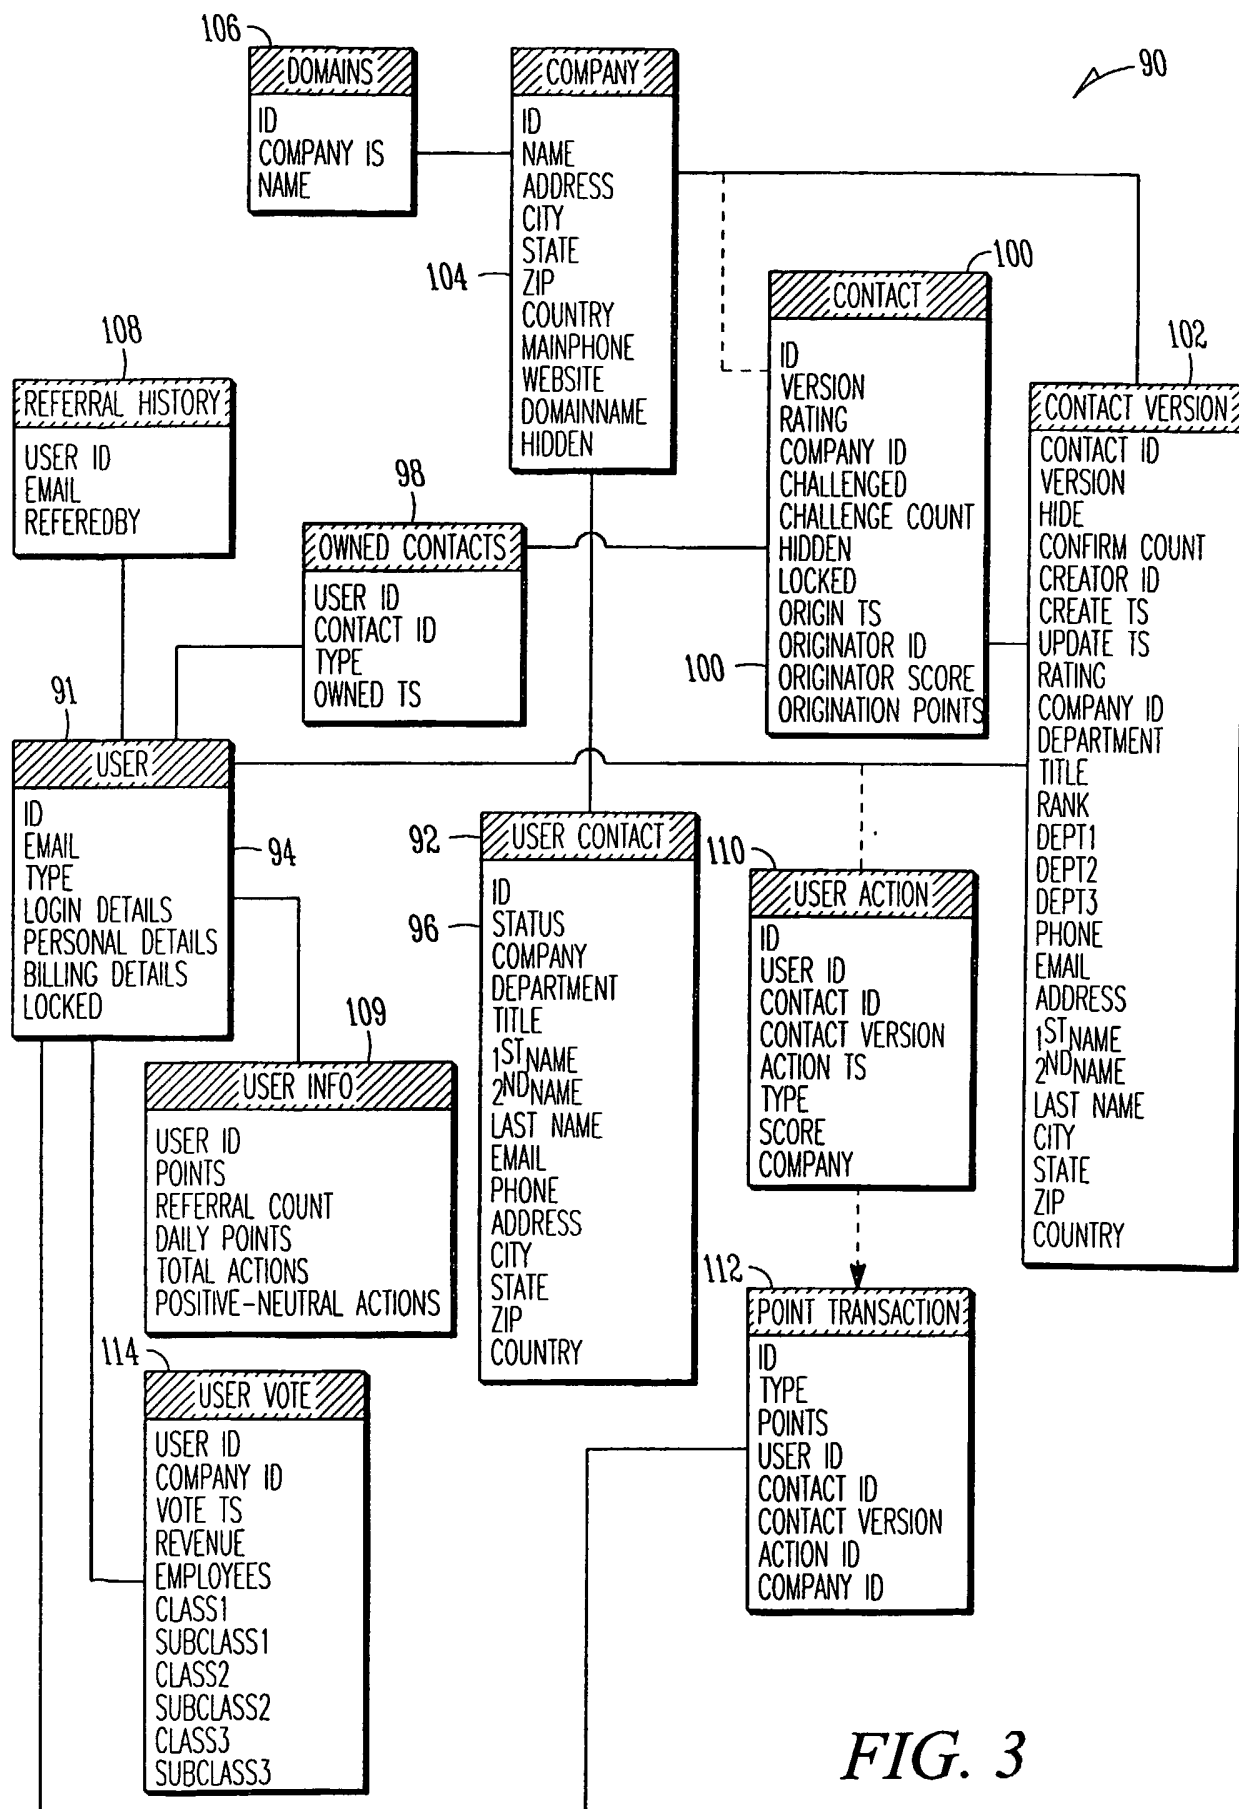 106
DOMAINS
ID
COMPANY IS
NAME
COMPANY
ID
NAME
ADDRESS
CITY
STATE
ZIP
COUNTRY
MAINPHONE
WEBSITE
DOMAINNAME
HIDDEN
104
90
100
CONTACT
ID
VERSION
RATING
COMPANY ID
CHALLENGED
CHALLENGE COUNT
HIDDEN
LOCKED
ORIGIN TS
ORIGINATOR ID
ORIGINATOR SCORE
ORIGINATION POINTS
100
102
CONTACT VERSION
CONTACT ID
VERSION
HIDE
CONFIRM COUNT
CREATOR ID
CREATE TS
UPDATE TS
RATING
COMPANY ID
DEPARTMENT
TITLE
RANK
DEPT1
DEPT2
DEPT3
PHONE
EMAIL
ADDRESS
1ST NAME
2ND NAME
LAST NAME
CITY
STATE
ZIP
COUNTRY
108
REFERRAL HISTORY
USER ID
EMAIL
REFEREDBY
98
OWNED CONTACTS
USER ID
CONTACT ID
TYPE
OWNED TS
91
USER
ID
EMAIL
TYPE
LOGIN DETAILS
PERSONAL DETAILS
BILLING DETAILS
LOCKED
94
92
USER CONTACT
ID
STATUS
COMPANY
DEPARTMENT
TITLE
1ST NAME
2ND NAME
LAST NAME
EMAIL
PHONE
ADDRESS
CITY
STATE
ZIP
COUNTRY
96
110
USER ACTION
ID
USER ID
CONTACT ID
CONTACT VERSION
ACTION TS
TYPE
SCORE
COMPANY
109
USER INFO
USER ID
POINTS
REFERRAL COUNT
DAILY POINTS
TOTAL ACTIONS
POSITIVE-NEUTRAL ACTIONS
112
POINT TRANSACTION
ID
TYPE
POINTS
USER ID
CONTACT ID
CONTACT VERSION
ACTION ID
COMPANY ID
114
USER VOTE
USER ID
COMPANY ID
VOTE TS
REVENUE
EMPLOYEES
CLASS1
SUBCLASS1
CLASS2
SUBCLASS2
CLASS3
SUBCLASS3
FIG. 3